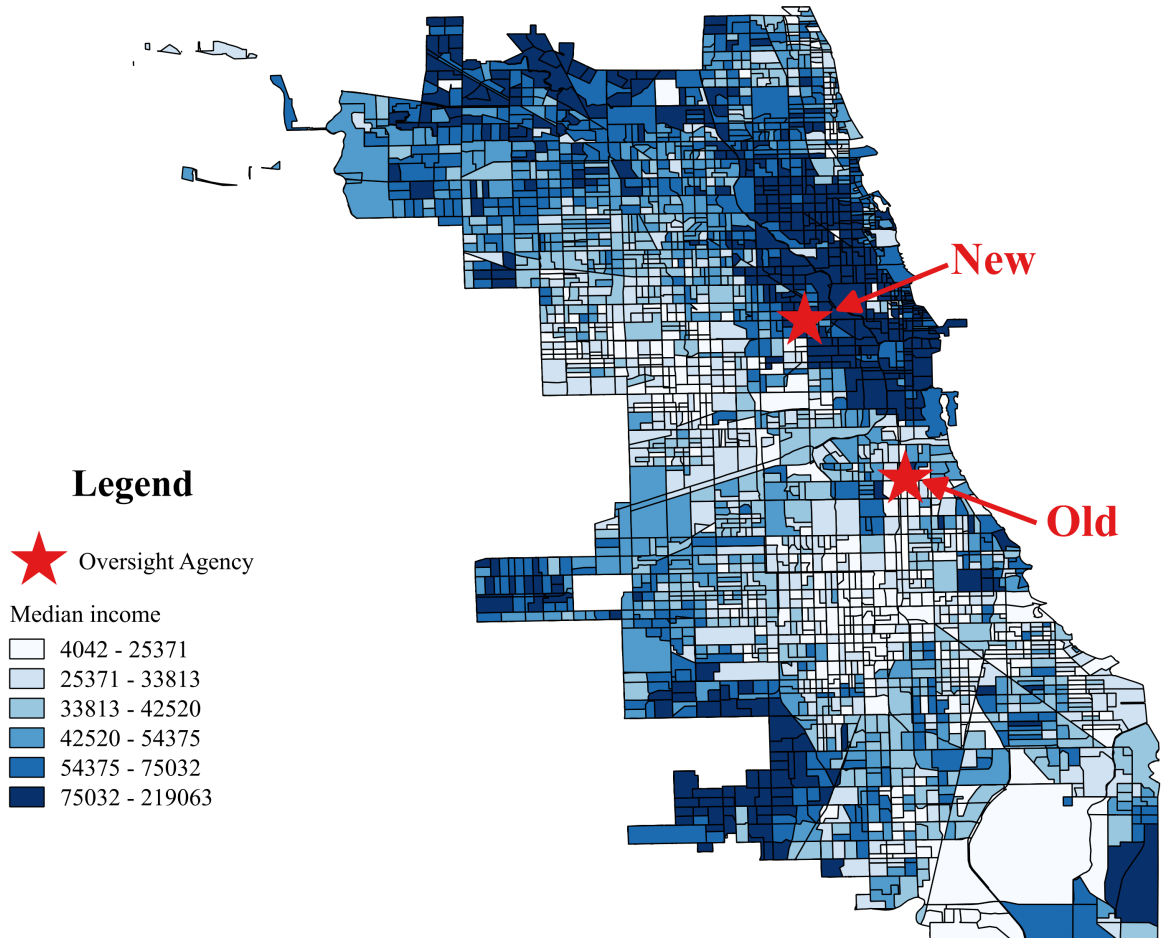 New
Old
Legend
Oversight Agency
Median income
4042 - 25371
25371 - 33813
33813 - 42520
42520 - 54375
54375 - 75032
75032 - 219063